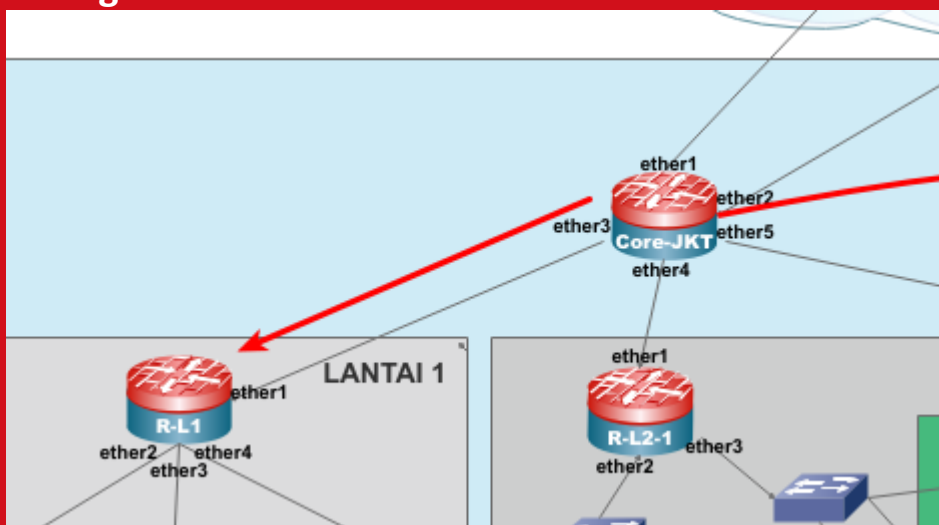 ether1
ether2
ether3
Core-JKT
ether5
ether4
LANTAI 1
ether1
ether1
R-L1
R-L2-1
ether2
ether4
ether3
ether3
ether2